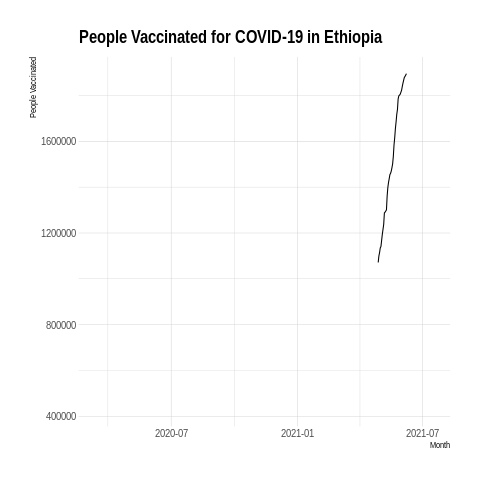 People Vaccinated for COVID-19 in Ethiopia
People Vaccinated
1600000
1200000
800000
400000
2020-07 2021-01 2021-07
Month